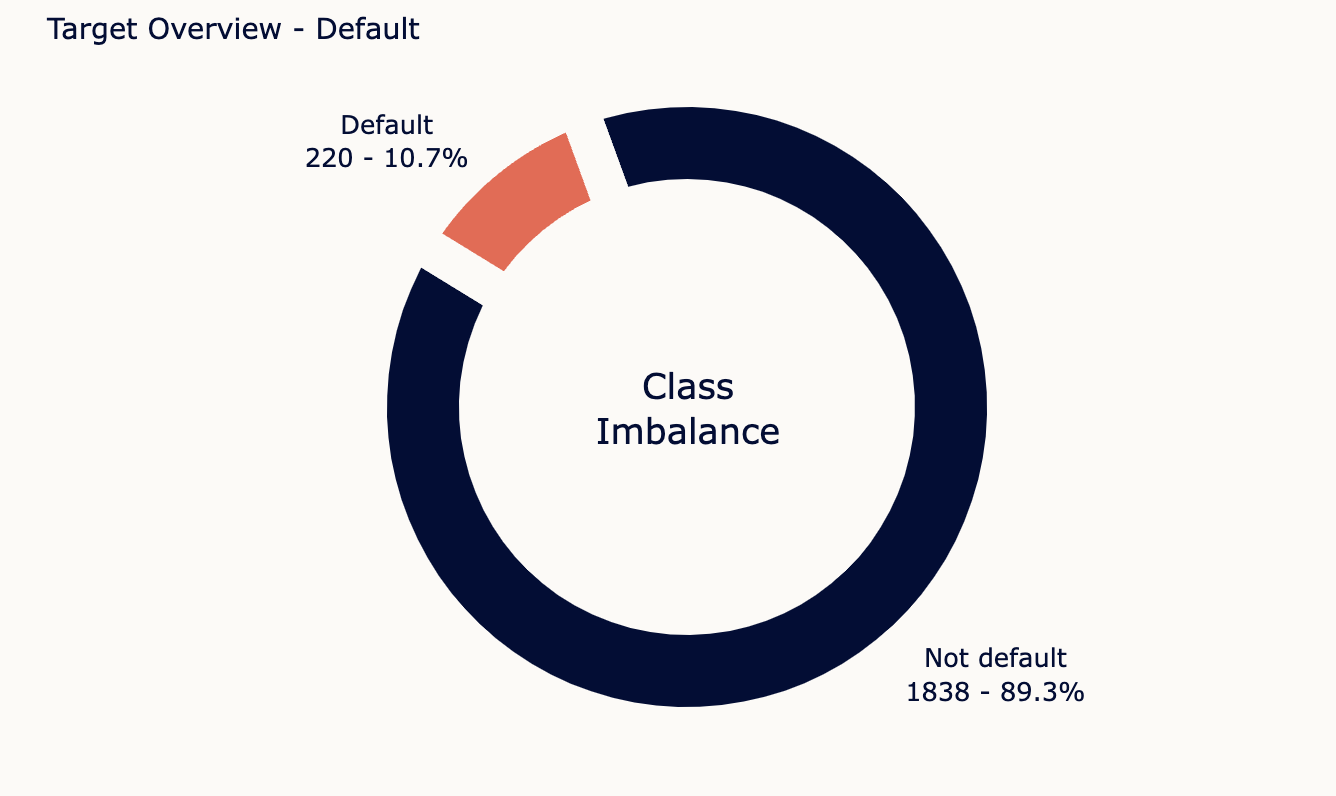 Target Overview - Default
Default
220 - 10.7%
Class
Imbalance
Not default
1838 - 89.3%